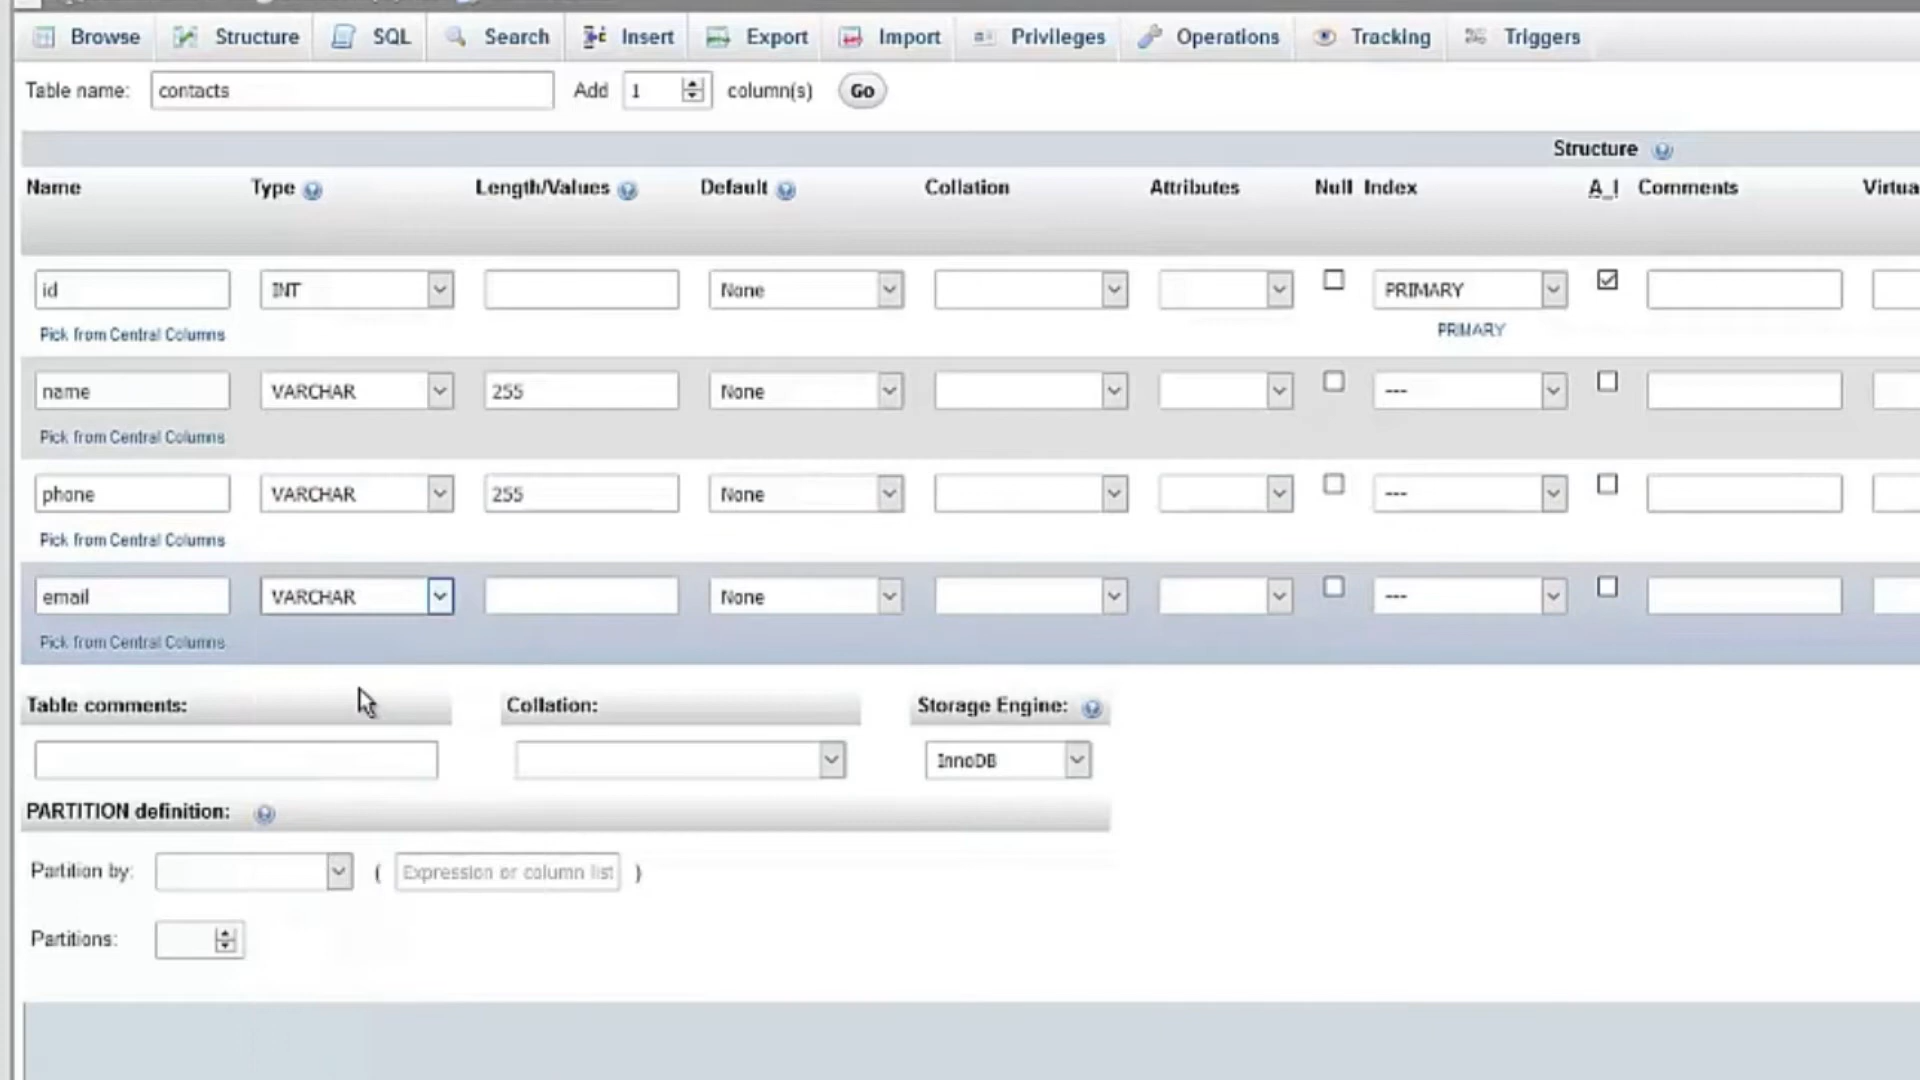 Browse Structure SQL Search Insert Export Import Privileges Operations Tracking Triggers
Table name: contacts Add 1 column(s) Go
Structure
Name Type Length/Values Default Collation Attributes Null Index A_I Comments Virtua
id INT None PRIMARY
Pick from Central Columns PRIMARY
name VARCHAR 255 None ---
Pick from Central Columns
phone VARCHAR 255 None ---
Pick from Central Columns
email VARCHAR None ---
Pick from Central Columns
Table comments: Collation: Storage Engine:
InnoDB
PARTITION definition:
Partition by: ( Expression or column list )
Partitions: